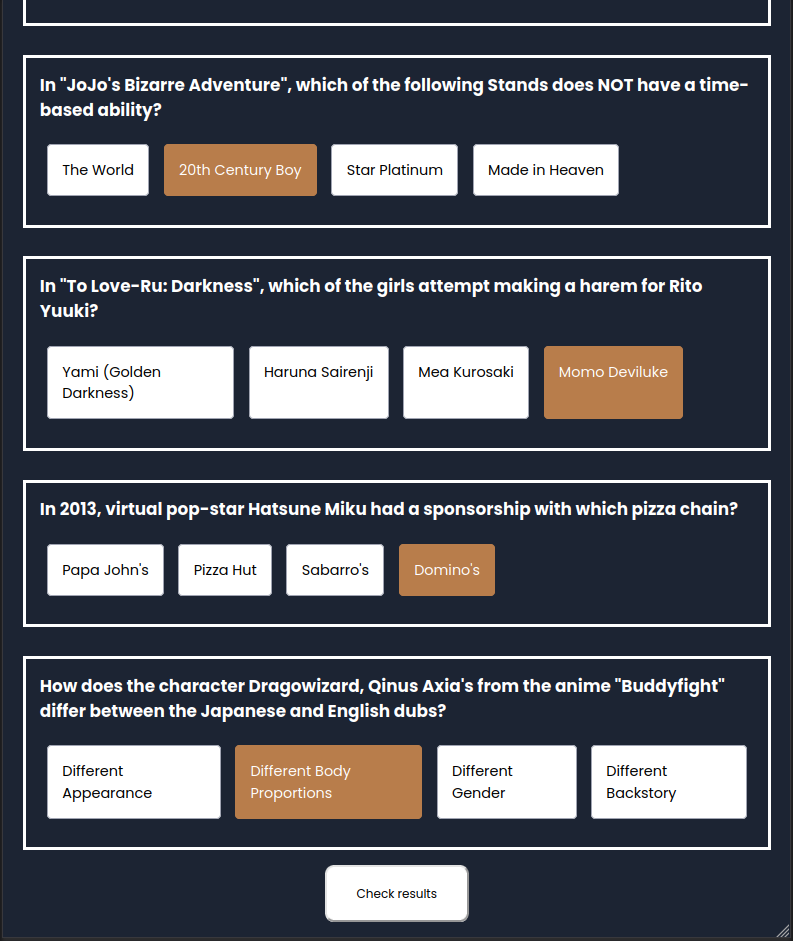 In "JoJo's Bizarre Adventure", which of the following Stands does NOT have a time-
based ability?
The World
20th Century Boy
Star Platinum
Made in Heaven
In "To Love-Ru: Darkness", which of the girls attempt making a harem for Rito
Yuuki?
Yami (Golden
Darkness)
Haruna Sairenji
Mea Kurosaki
Momo Deviluke
In 2013, virtual pop-star Hatsune Miku had a sponsorship with which pizza chain?
Papa John's
Pizza Hut
Sabarro's
Domino's
How does the character Dragowizard, Qinus Axia's from the anime "Buddyfight"
differ between the Japanese and English dubs?
Different
Appearance
Different Body
Proportions
Different
Gender
Different
Backstory
Check results